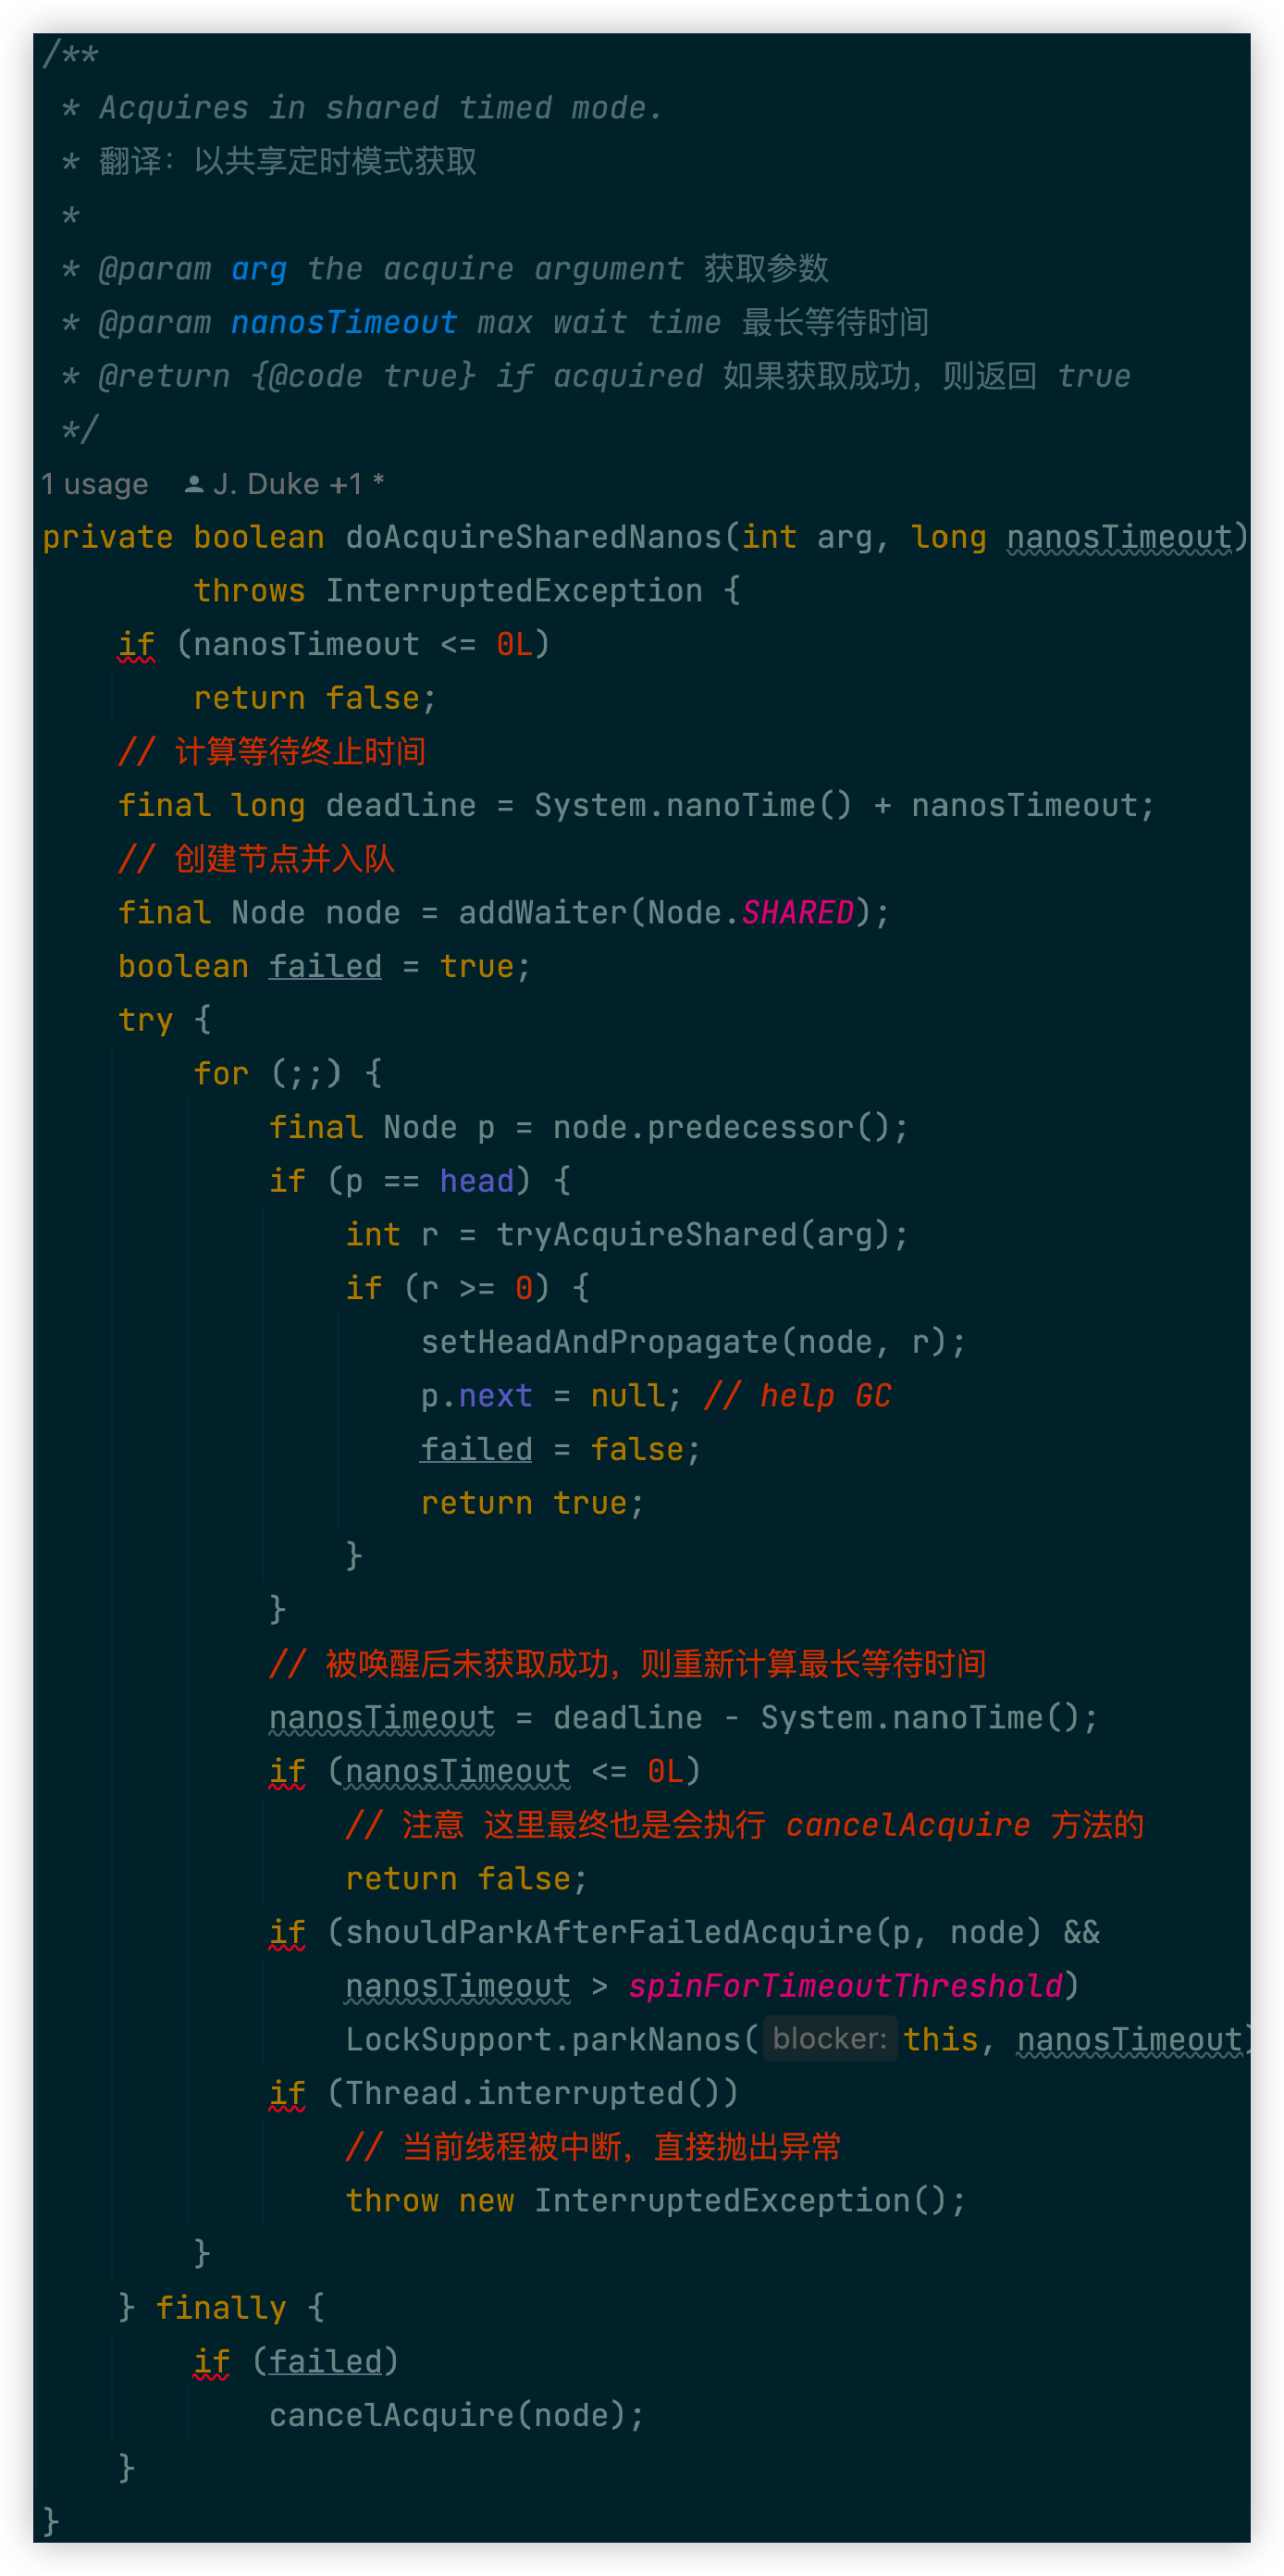 /**
 * Acquires in shared timed mode.
 * 翻译：以共享定时模式获取
 *
 * @param arg the acquire argument 获取参数
 * @param nanosTimeout max wait time 最长等待时间
 * @return {@code true} if acquired 如果获取成功，则返回 true
 */
1 usage J. Duke +1 *
private boolean doAcquireSharedNanos(int arg, long nanosTimeout)
        throws InterruptedException {
    if (nanosTimeout <= 0L)
        return false;
    // 计算等待终止时间
    final long deadline = System.nanoTime() + nanosTimeout;
    // 创建节点并入队
    final Node node = addWaiter(Node.SHARED);
    boolean failed = true;
    try {
        for (;;) {
            final Node p = node.predecessor();
            if (p == head) {
                int r = tryAcquireShared(arg);
                if (r >= 0) {
                    setHeadAndPropagate(node, r);
                    p.next = null; // help GC
                    failed = false;
                    return true;
                }
            }
            // 被唤醒后未获取成功，则重新计算最长等待时间
            nanosTimeout = deadline - System.nanoTime();
            if (nanosTimeout <= 0L)
                // 注意 这里最终也是会执行 cancelAcquire 方法的
                return false;
            if (shouldParkAfterFailedAcquire(p, node) &&
                nanosTimeout > spinForTimeoutThreshold)
                LockSupport.parkNanos( blocker: this, nanosTimeout)
            if (Thread.interrupted())
                // 当前线程被中断，直接抛出异常
                throw new InterruptedException();
        }
    } finally {
        if (failed)
            cancelAcquire(node);
    }
}